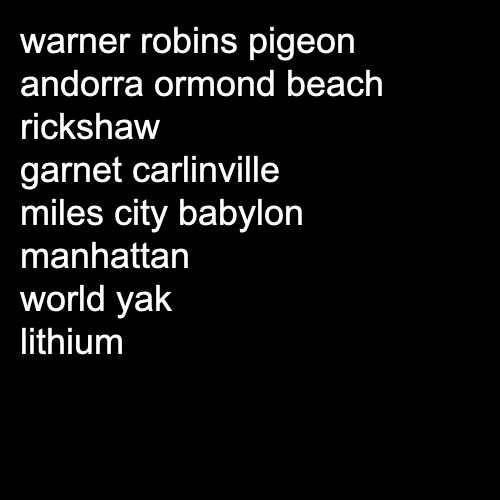 warner robins pigeon
andorra ormond beach
rickshaw
garnet carlinville
miles city babylon
manhattan
world yak
lithium